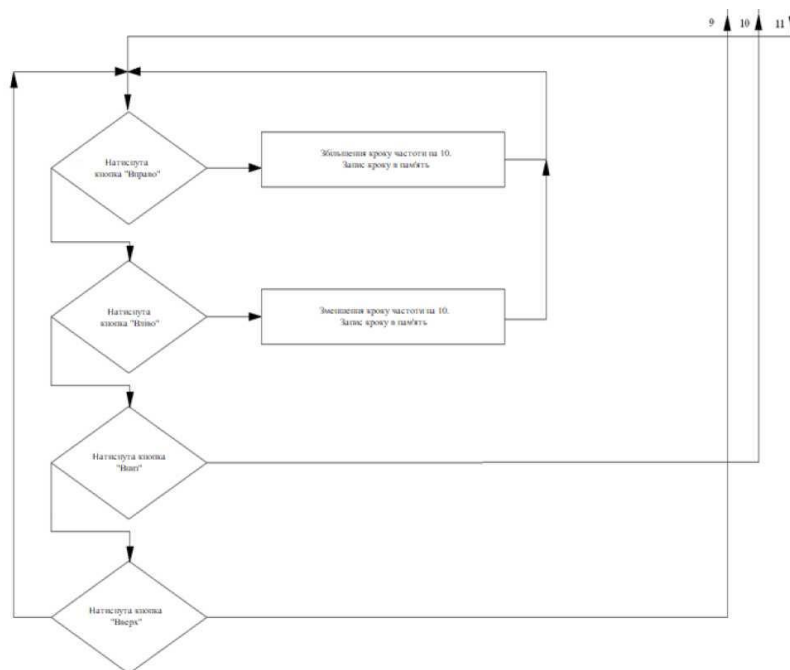 9 10 11
Натиснута
кнопка "Вправо"
Збільшення кроку частоти на 10.
Запис кроку в пам'ять
Натиснута
кнопка "Вліво"
Зменшення кроку частоти на 10.
Запис кроку в пам'ять
Натиснута кнопка
"Вниз"
Натиснута кнопка
"Вверх"